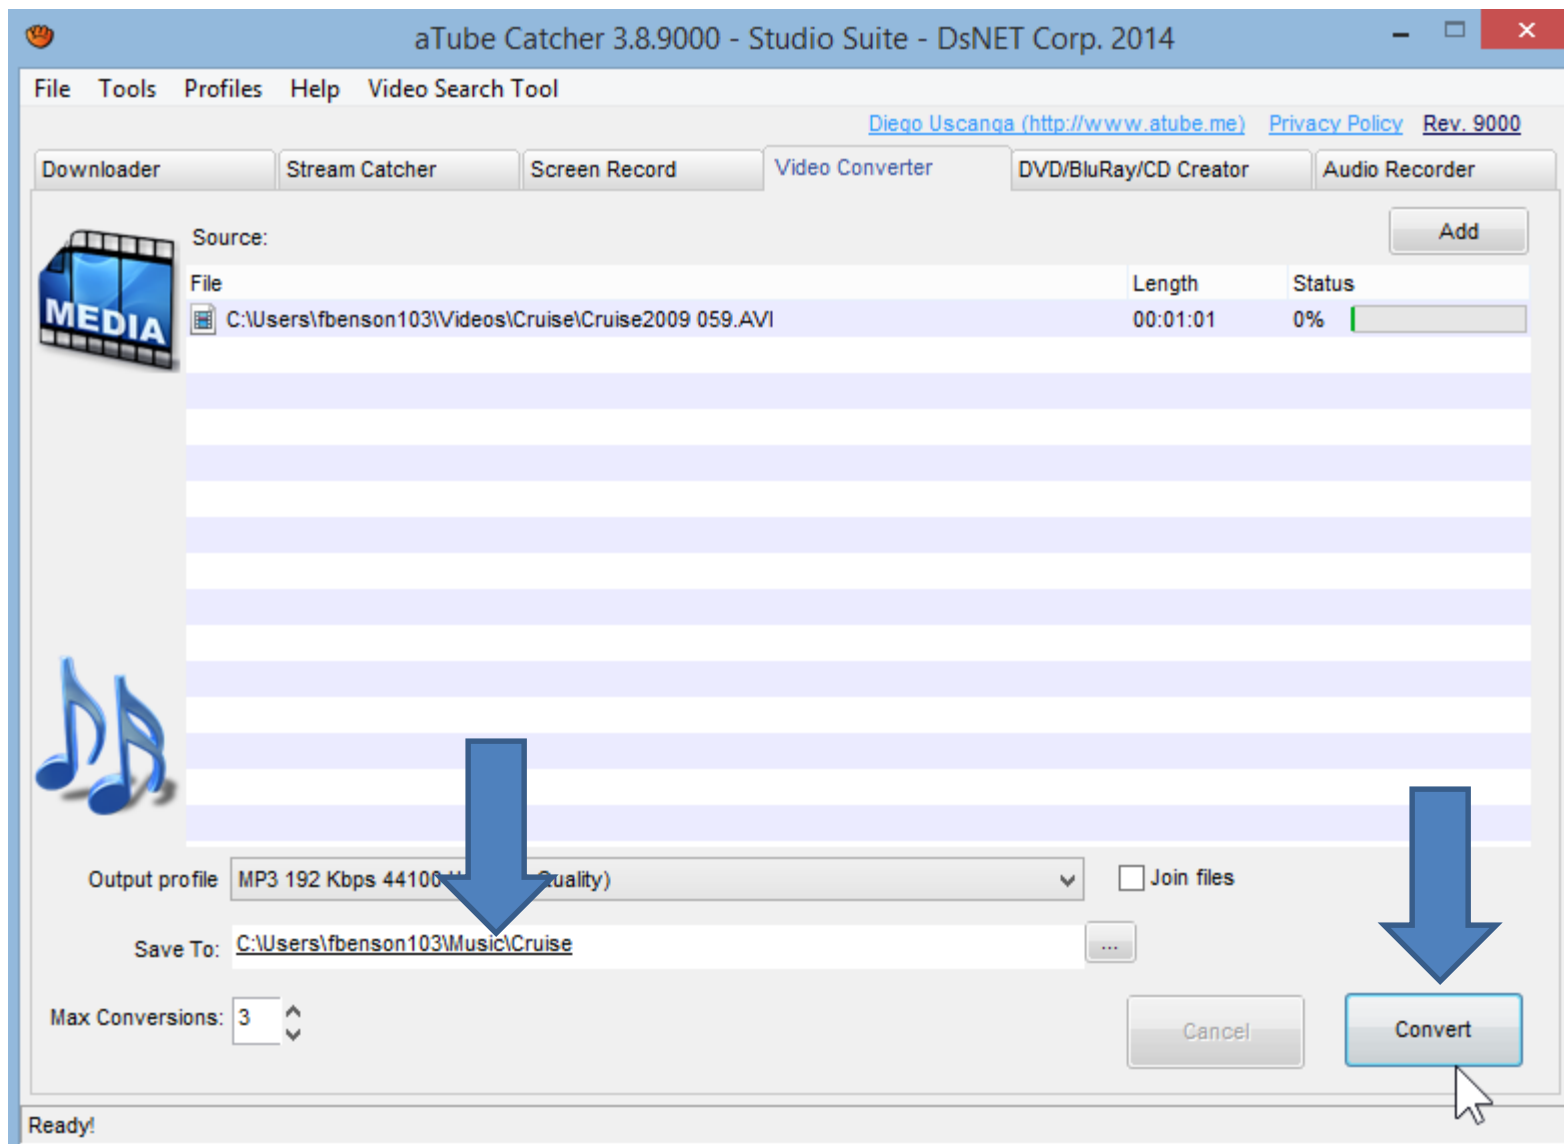 aTube Catcher 3.8.9000 - Studio Suite - DsNET Corp. 2014
File Tools Profiles Help Video Search Tool
Diego Uscanga (http://www.atube.me) Privacy Policy Rev. 9000
Downloader Stream Catcher Screen Record Video Converter DVD/BluRay/CD Creator Audio Recorder
Source: Add
File Length Status
MEDIA
C:\Users\fbenson103\Videos\Cruise\Cruise2009 059.AVI 00:01:01 0%
Output profile MP3 192 Kbps 44100 Quality) Join files
Save To: C:\Users\fbenson103\Music\Cruise ...
Max Conversions: 3 Cancel Convert
Ready!